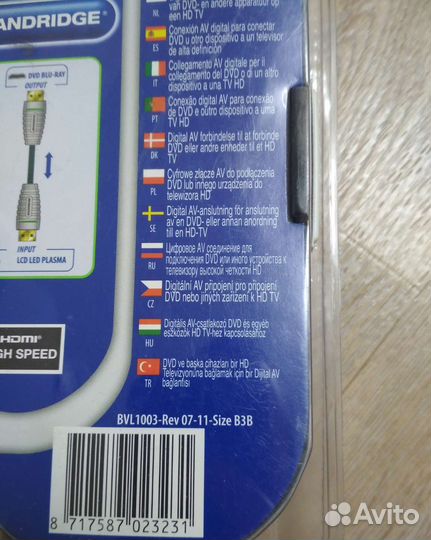 ANDRIDGE®
DVD BLU-RAY
OUTPUT
INPUT
LCD LED PLASMA
HDMI
GH SPEED
van DVD- en andere apparatuur op
een HD TV
NL
Conexión AV digital para conectar
DVD u otro dispositivo a un televisor
de alta definición
ES
Collegamento AV digitale per il
collegamento del DVD o di un altro
dispositivo a una TV HD
IT
Conexão digital AV para conexão
de DVD e outro dispositivo a uma
TV HD
PT
Digital AV forbindelse til at forbinde
DVD eller andre enheder til et HD
TV
DK
Cyfrowe złącze AV do podłączenia
DVD lub innego urządzenia do
telewizora HD
PL
Digital AV-anslutning för anslutning
av en DVD- eller annan anordning
till en HD-TV
SE
Цифровое AV соединение для
подключения DVD или иного устройства к
телевизору высокой четкости HD
RU
Digitální AV připojení pro připojení
DVD nebo jiných zařízení k HD TV
CZ
Digitális AV-csatlakozó DVD és egyéb
eszközök HD TV-hez kapcsolásához
HU
DVD ve başka cihazları bir HD
Televizyonuna bağlamak için bir Dijital AV
bağlantısı
TR
BVL1003-Rev 07-11-Size B3B
8 717587 023231
Avito